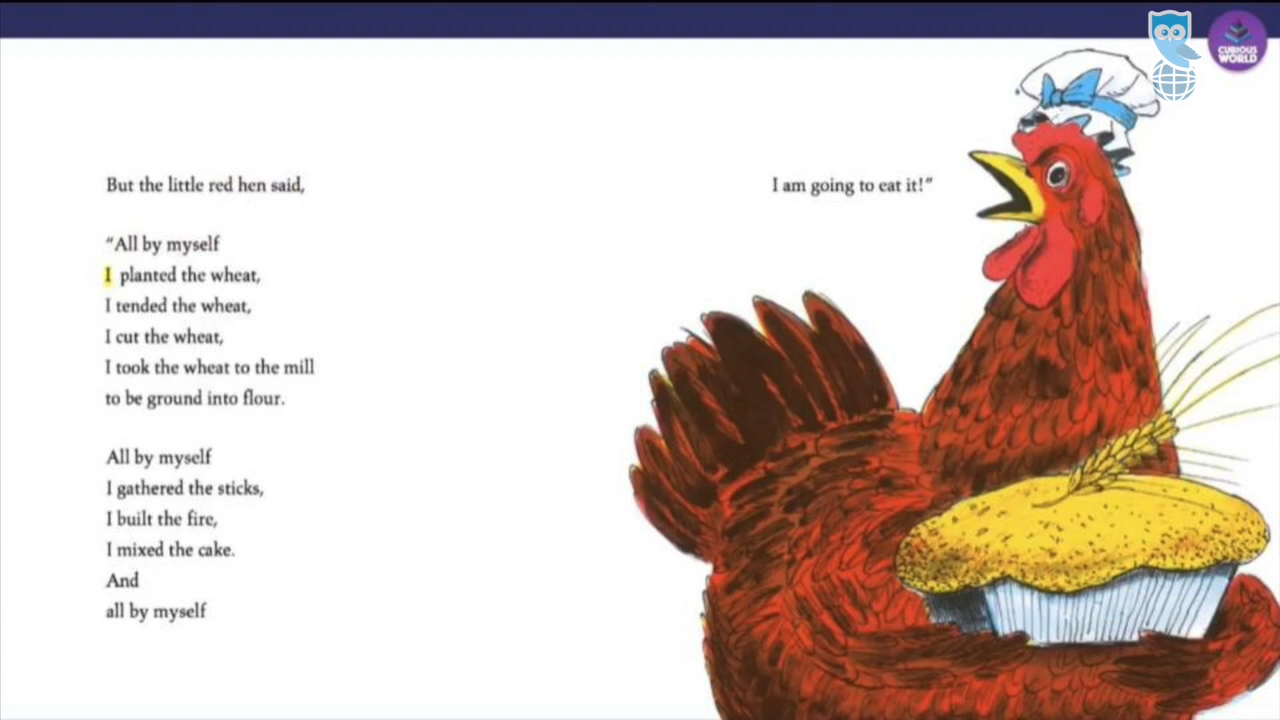 But the little red hen said,
"All by myself
I planted the wheat,
I tended the wheat,
I cut the wheat,
I took the wheat to the mill
to be ground into flour.
All by myself
I gathered the sticks,
I built the fire,
I mixed the cake.
And
all by myself
I am going to eat it!"
CURIOUS
WORLD